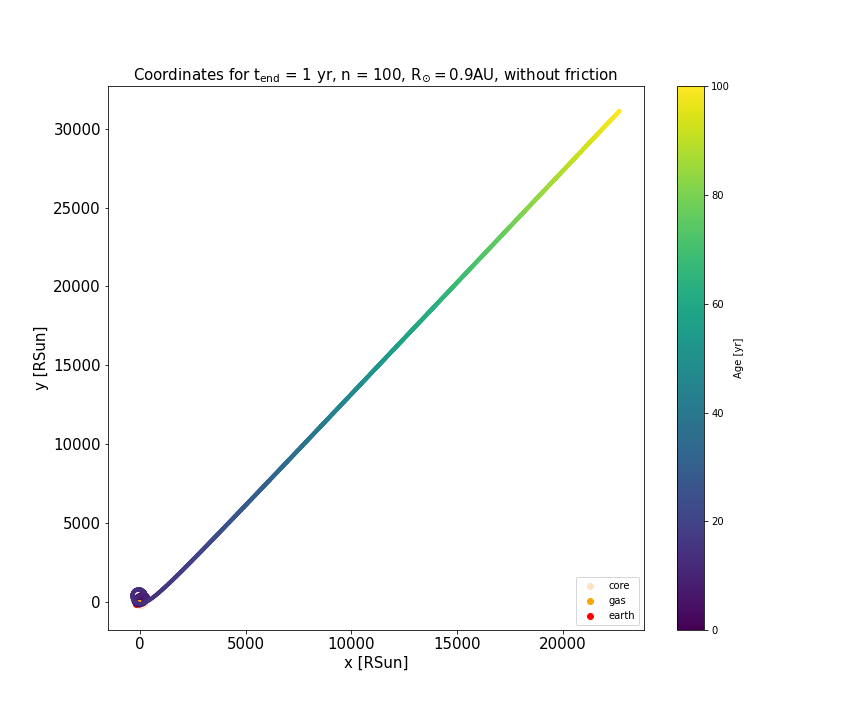 Coordinates for t_end = 1 yr, n = 100, R_⊙ = 0.9AU, without friction
30000
25000
20000
15000
10000
5000
0
y [RSun]
0 5000 10000 15000 20000
x [RSun]
core
gas
earth
100
80
60
40
20
0
Age [yr]